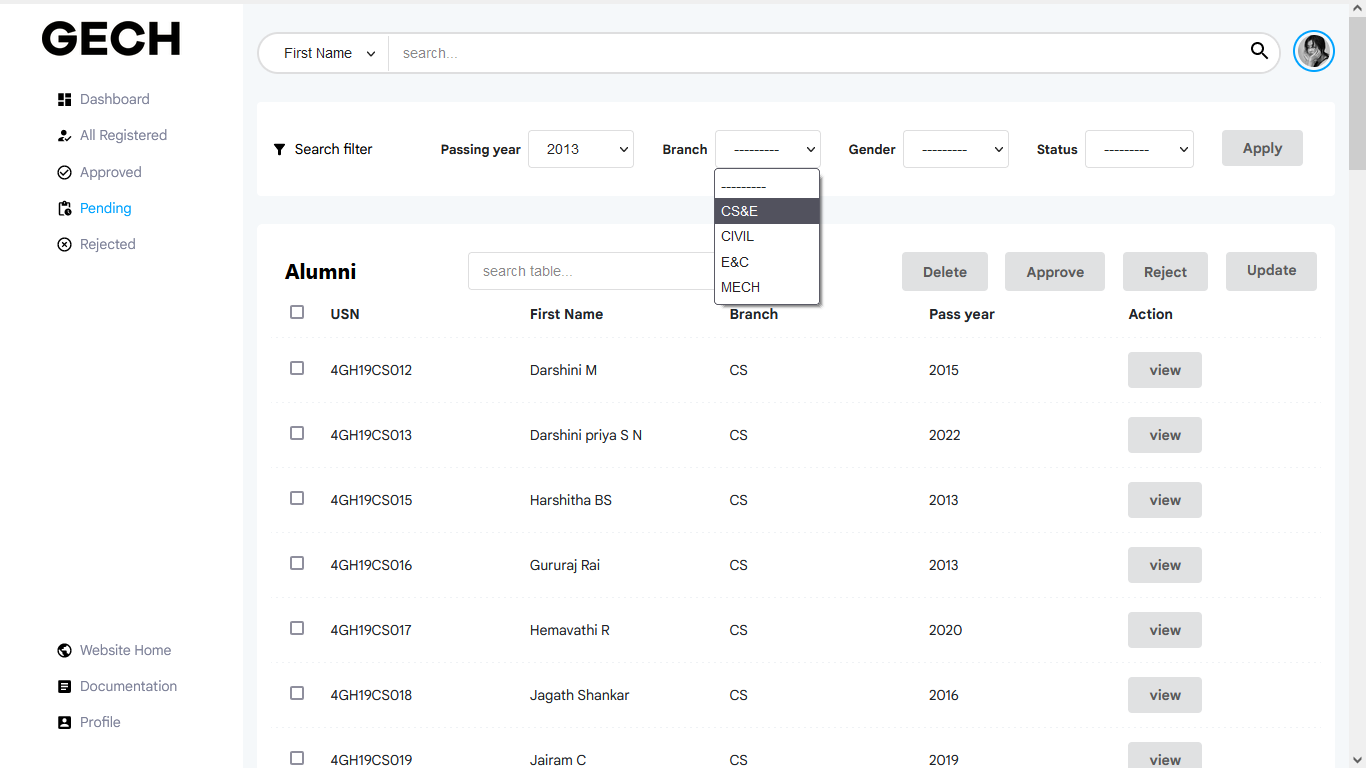 GECH
Dashboard
All Registered
Approved
Pending
Rejected
Website Home
Documentation
Profile
First Name search...
Search filter Passing year 2013 Branch --------- Gender --------- Status --------- Apply
---------
CS&E
CIVIL
E&C
MECH
Alumni search table... Delete Approve Reject Update
USN First Name Branch Pass year Action
4GH19CS012 Darshini M CS 2015 view
4GH19CS013 Darshini priya S N CS 2022 view
4GH19CS015 Harshitha BS CS 2013 view
4GH19CS016 Gururaj Rai CS 2013 view
4GH19CS017 Hemavathi R CS 2020 view
4GH19CS018 Jagath Shankar CS 2016 view
4GH19CS019 Jairam C CS 2019 view